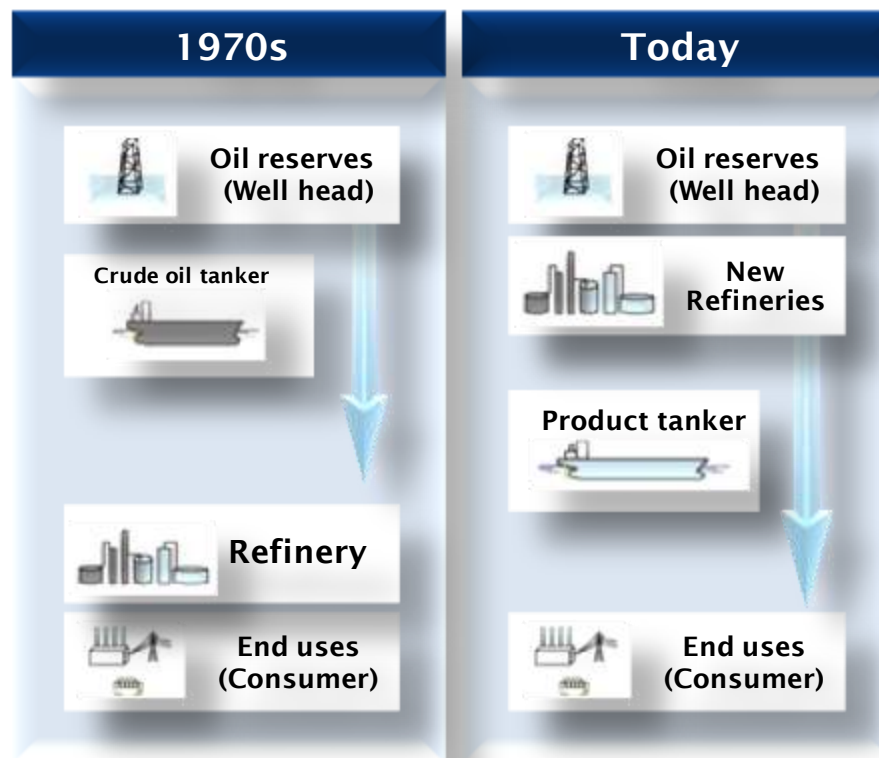 1970s
Oil reserves
(Well head)
Crude oil tanker
Refinery
End uses
(Consumer)
Today
Oil reserves
(Well head)
New
Refineries
Product tanker
End uses
(Consumer)